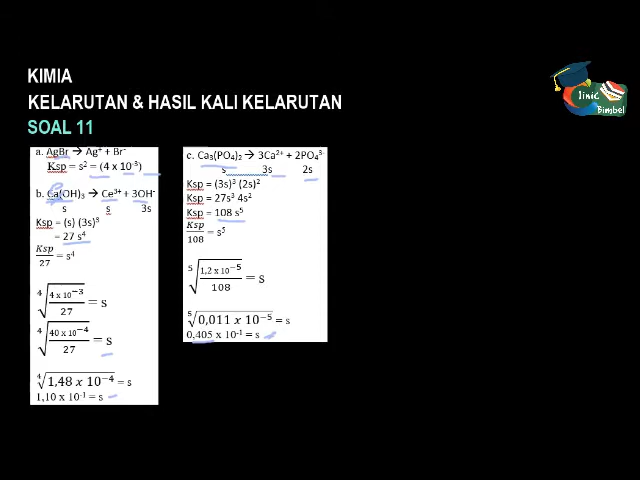 KIMIA
KELARUTAN & HASIL KALI KELARUTAN
SOAL 11
linic
Bimbel
a. AgBr → Ag⁺ + Br⁻
Ksp = s² = (4 x 10⁻³)
b. Ca(OH)₃ → Ce³⁺ + 3OH⁻
s s 3s
Ksp = (s) (3s)³
= 27 s⁴
Ksp/27 = s⁴
⁴√(4 x 10⁻³/27) = s
⁴√(40 x 10⁻⁴/27) = s
⁴√(1,48 x 10⁻⁴) = s
1,10 x 10⁻¹ = s
c. Ca₃(PO₄)₂ → 3Ca²⁺ + 2PO₄³
s 3s 2s
Ksp = (3s)³ (2s)²
Ksp = 27s³ 4s²
Ksp = 108 s⁵
Ksp/108 = s⁵
⁵√(1,2 x 10⁻⁵/108) = s
⁵√(0,011 x 10⁻⁵) = s
0,405 x 10⁻¹ = s